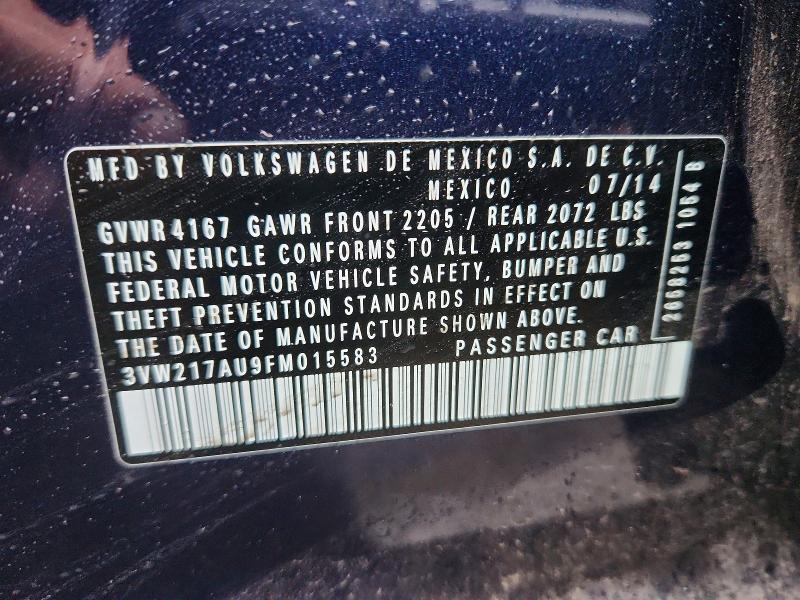 MFD BY VOLKSWAGEN DE MEXICO S.A. DE C.V.
MEXICO 07/14
GVWR 4167 GAWR FRONT 2205 / REAR 2072 LBS
THIS VEHICLE CONFORMS TO ALL APPLICABLE U.S.
FEDERAL MOTOR VEHICLE SAFETY, BUMPER AND
THEFT PREVENTION STANDARDS IN EFFECT ON
THE DATE OF MANUFACTURE SHOWN ABOVE.
3VW217AU9FM015583 PASSENGER CAR
2668263 1064 B